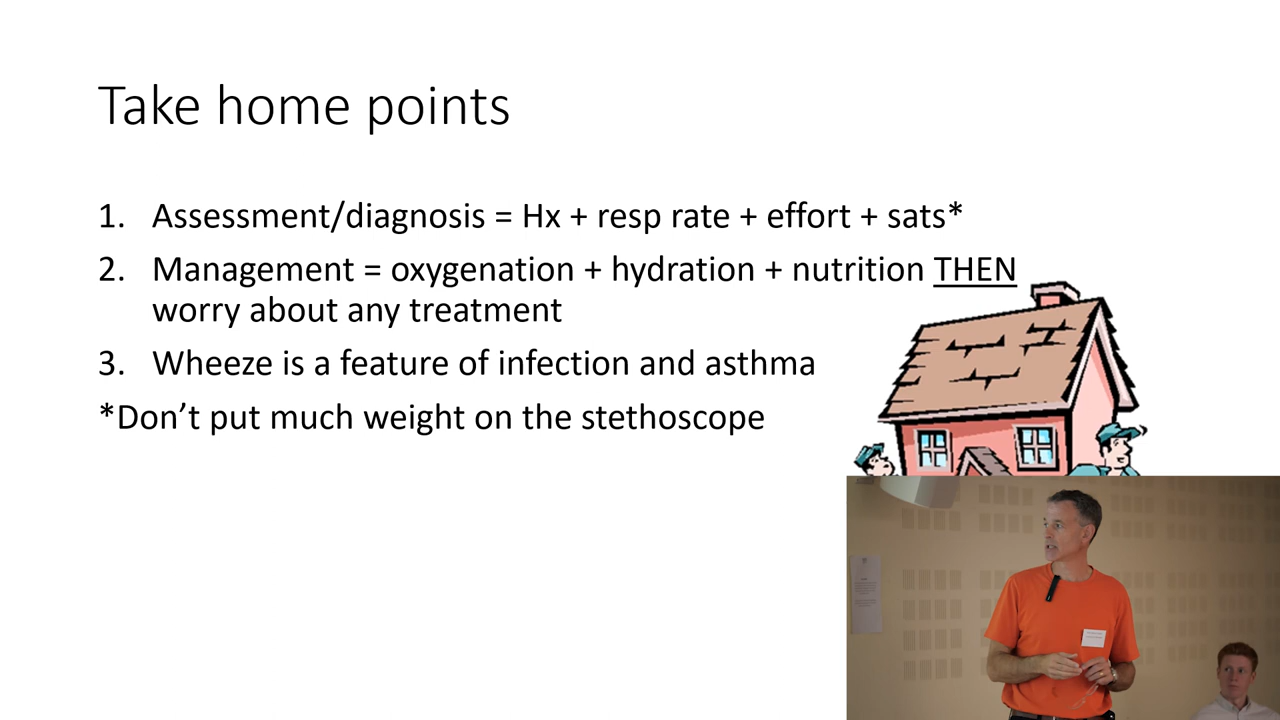 Take home points
1. Assessment/diagnosis = Hx + resp rate + effort + sats*
2. Management = oxygenation + hydration + nutrition THEN
worry about any treatment
3. Wheeze is a feature of infection and asthma
*Don’t put much weight on the stethoscope